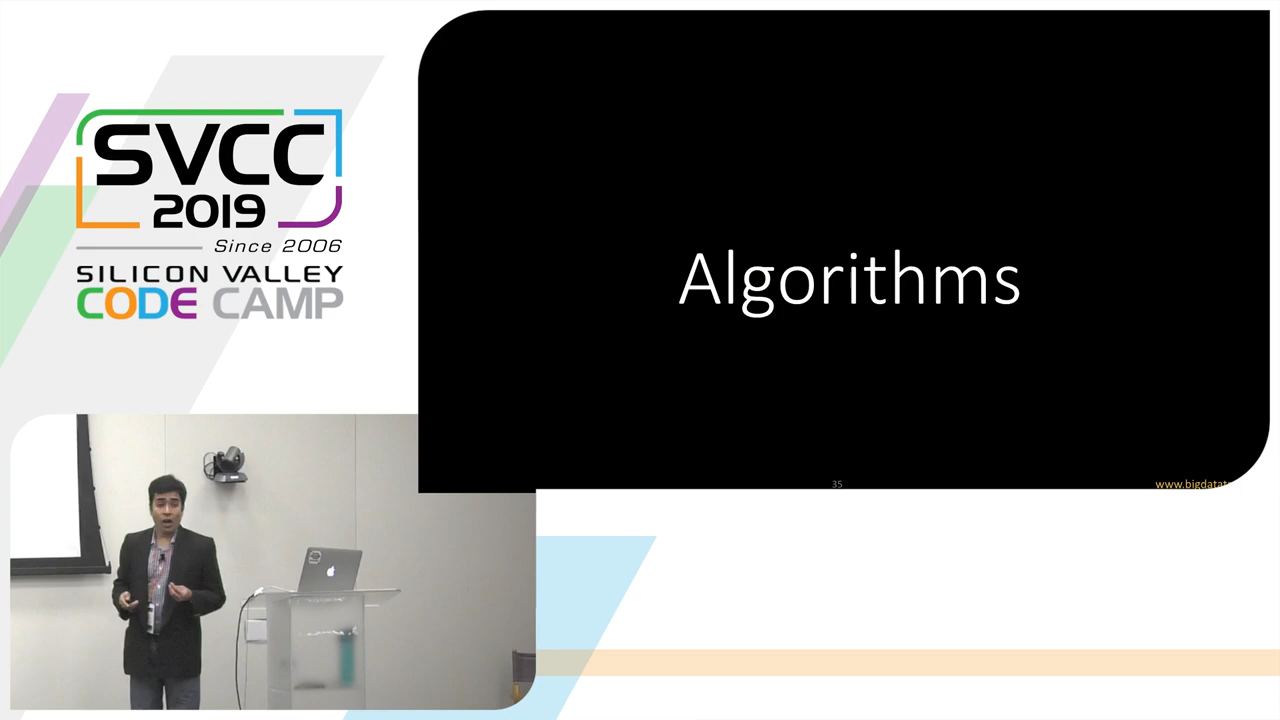 SVCC
2019
Since 2006
SILICON VALLEY
CODE CAMP
Algorithms
35